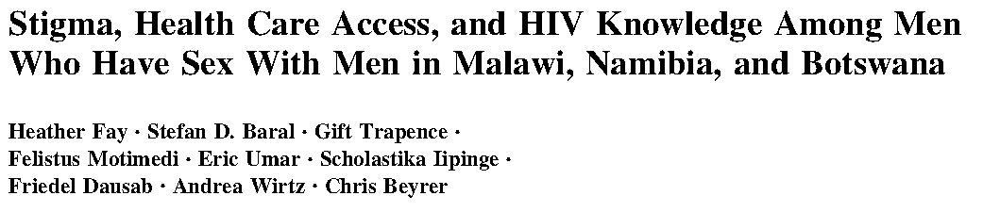 Stigma, Health Care Access, and HIV Knowledge Among Men
Who Have Sex With Men in Malawi, Namibia, and Botswana
Heather Fay · Stefan D. Baral · Gift Trapence ·
Felistus Motimedi · Eric Umar · Scholastika Iipinge ·
Friedel Dausab · Andrea Wirtz · Chris Beyrer